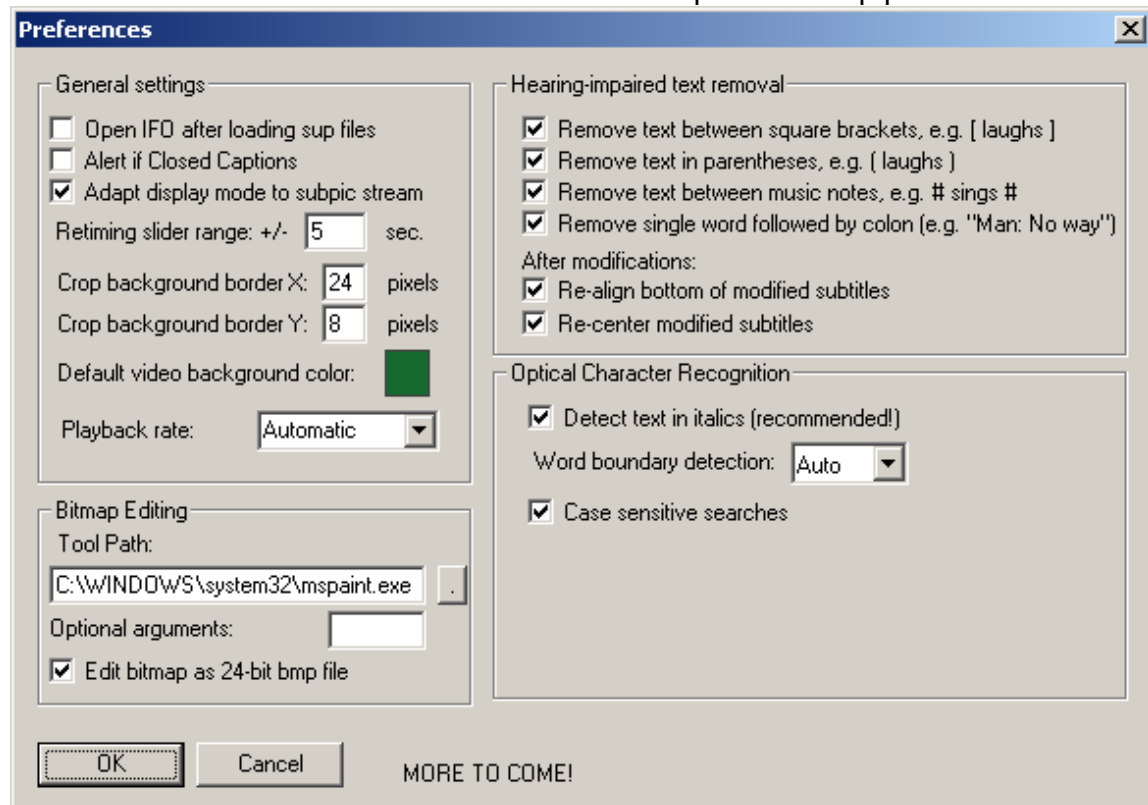 Preferences
General settings
Open IFO after loading sup files
Alert if Closed Captions
Adapt display mode to subpic stream
Retiming slider range: +/- 5 sec.
Crop background border X: 24 pixels
Crop background border Y: 8 pixels
Default video background color:
Playback rate: Automatic
Bitmap Editing
Tool Path:
C:\WINDOWS\system32\mspaint.exe .
Optional arguments:
Edit bitmap as 24-bit bmp file
Hearing-impaired text removal
Remove text between square brackets, e.g. [ laughs ]
Remove text in parentheses, e.g. ( laughs )
Remove text between music notes, e.g. # sings #
Remove single word followed by colon (e.g. "Man: No way")
After modifications:
Re-align bottom of modified subtitles
Re-center modified subtitles
Optical Character Recognition
Detect text in italics (recommended!)
Word boundary detection: Auto
Case sensitive searches
OK Cancel MORE TO COME!